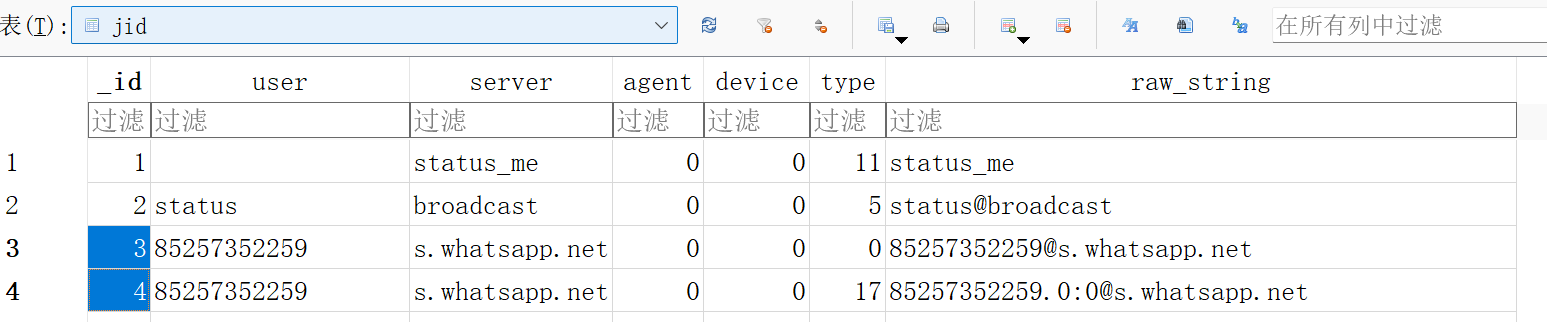 表(T): jid 在所有列中过滤
_id user server agent device type raw_string
过滤 过滤 过滤 过滤 过滤 过滤 过滤
1 1 status_me 0 0 11 status_me
2 2 status broadcast 0 0 5 status@broadcast
3 3 85257352259 s.whatsapp.net 0 0 0 85257352259@s.whatsapp.net
4 4 85257352259 s.whatsapp.net 0 0 17 85257352259.0:0@s.whatsapp.net